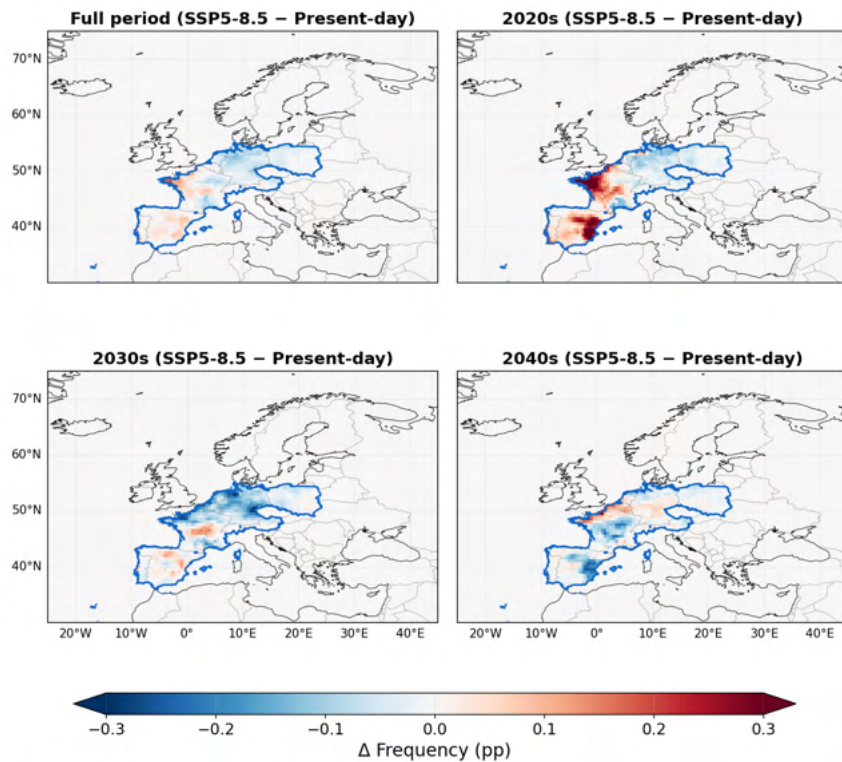 Full period (SSP5-8.5 − Present-day)
2020s (SSP5-8.5 − Present-day)
70°N
60°N
50°N
40°N
2030s (SSP5-8.5 − Present-day)
2040s (SSP5-8.5 − Present-day)
70°N
60°N
50°N
40°N
20°W 10°W 0° 10°E 20°E 30°E 40°E
20°W 10°W 0° 10°E 20°E 30°E 40°E
−0.3 −0.2 −0.1 0.0 0.1 0.2 0.3
Δ Frequency (pp)